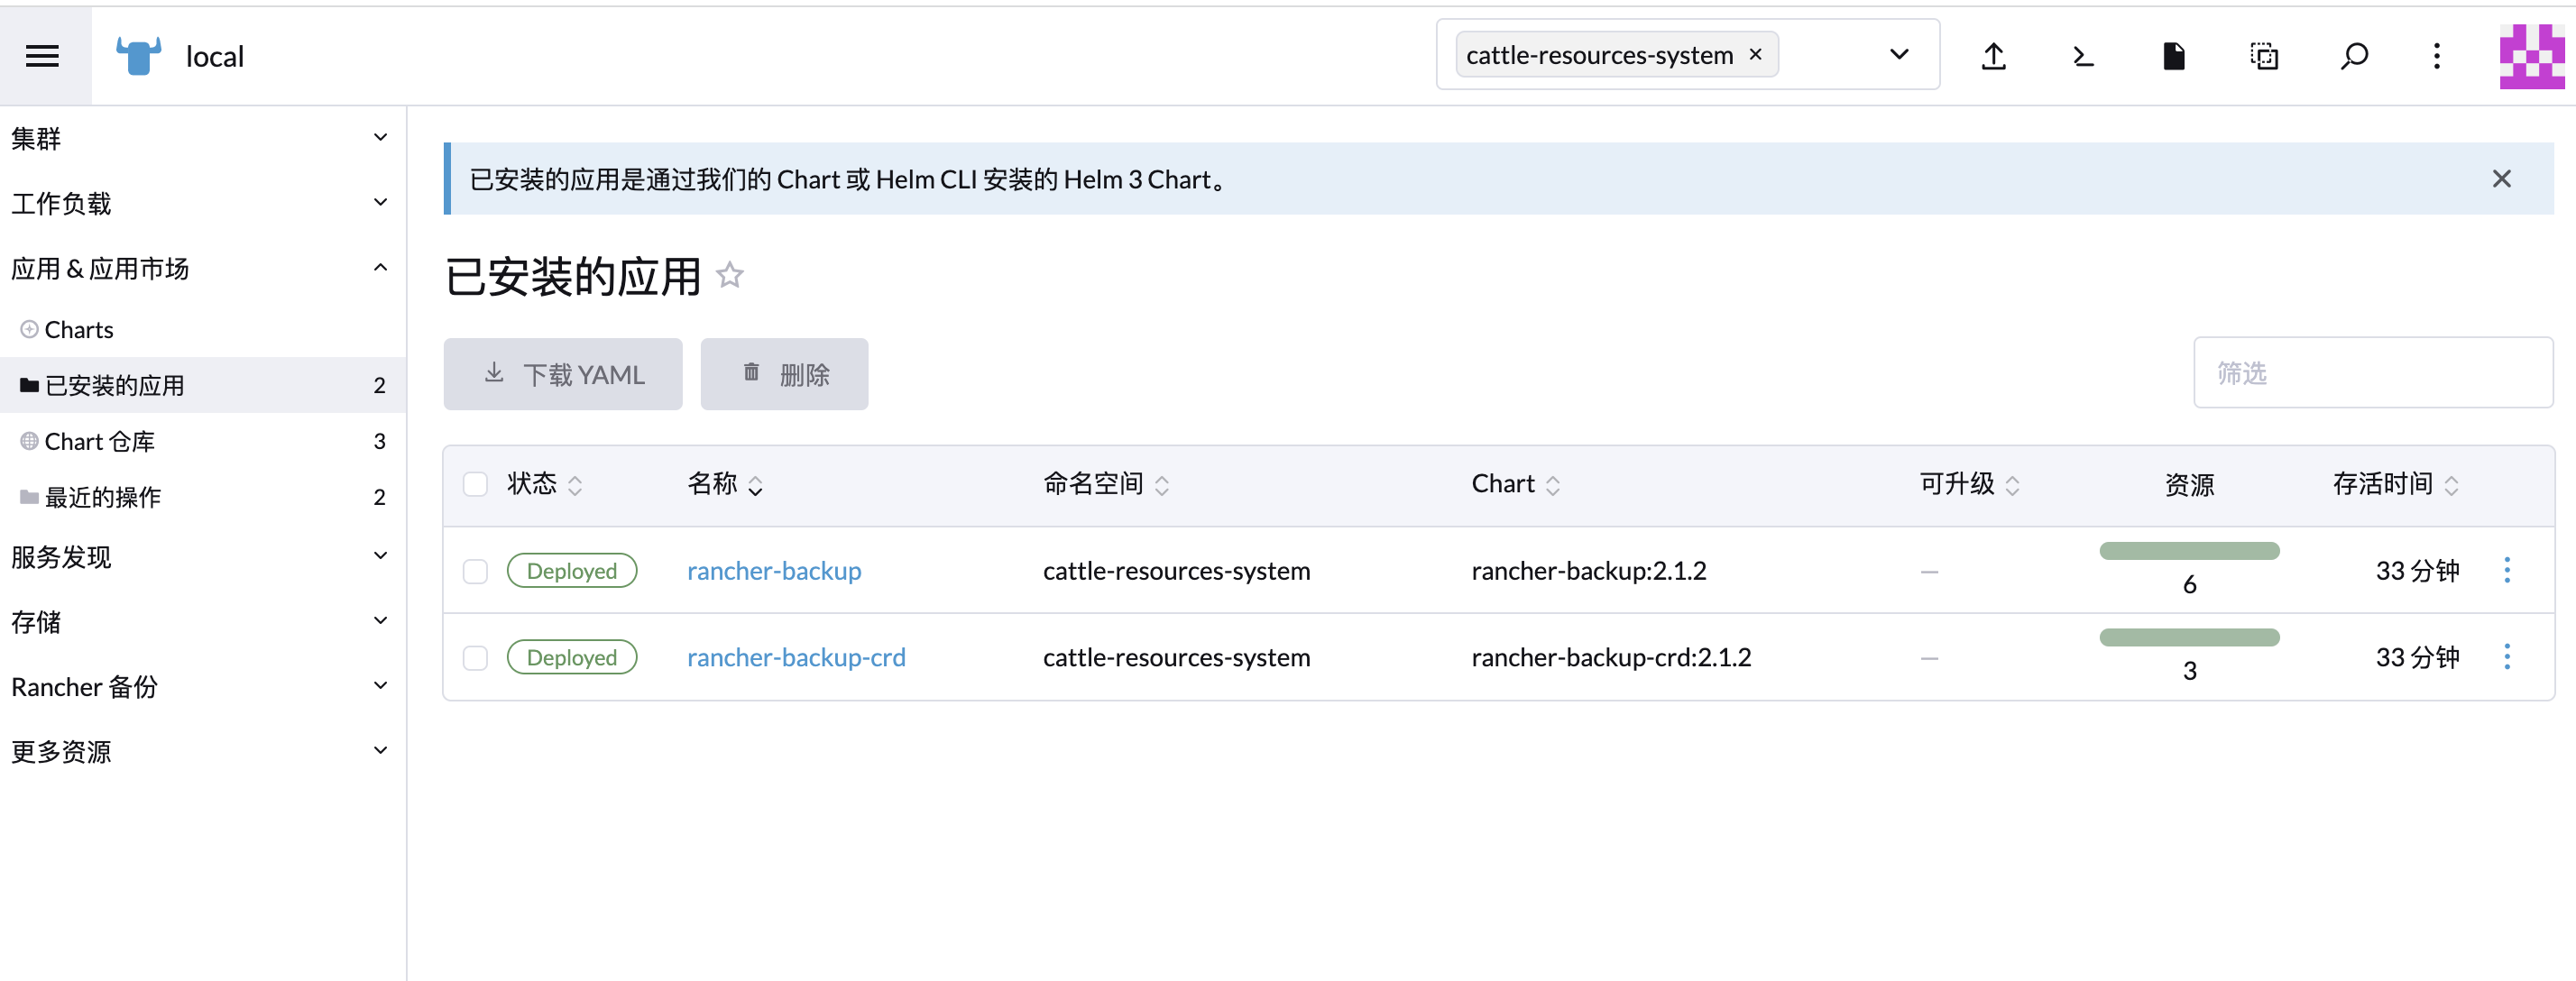 local
cattle-resources-system
集群
工作负载
应用 & 应用市场
Charts
已安装的应用 2
Chart 仓库 3
最近的操作 2
服务发现
存储
Rancher 备份
更多资源
已安装的应用是通过我们的 Chart 或 Helm CLI 安装的 Helm 3 Chart。
已安装的应用
下载 YAML 删除 筛选
状态 名称 命名空间 Chart 可升级 资源 存活时间
Deployed rancher-backup cattle-resources-system rancher-backup:2.1.2 — 6 33 分钟
Deployed rancher-backup-crd cattle-resources-system rancher-backup-crd:2.1.2 — 3 33 分钟